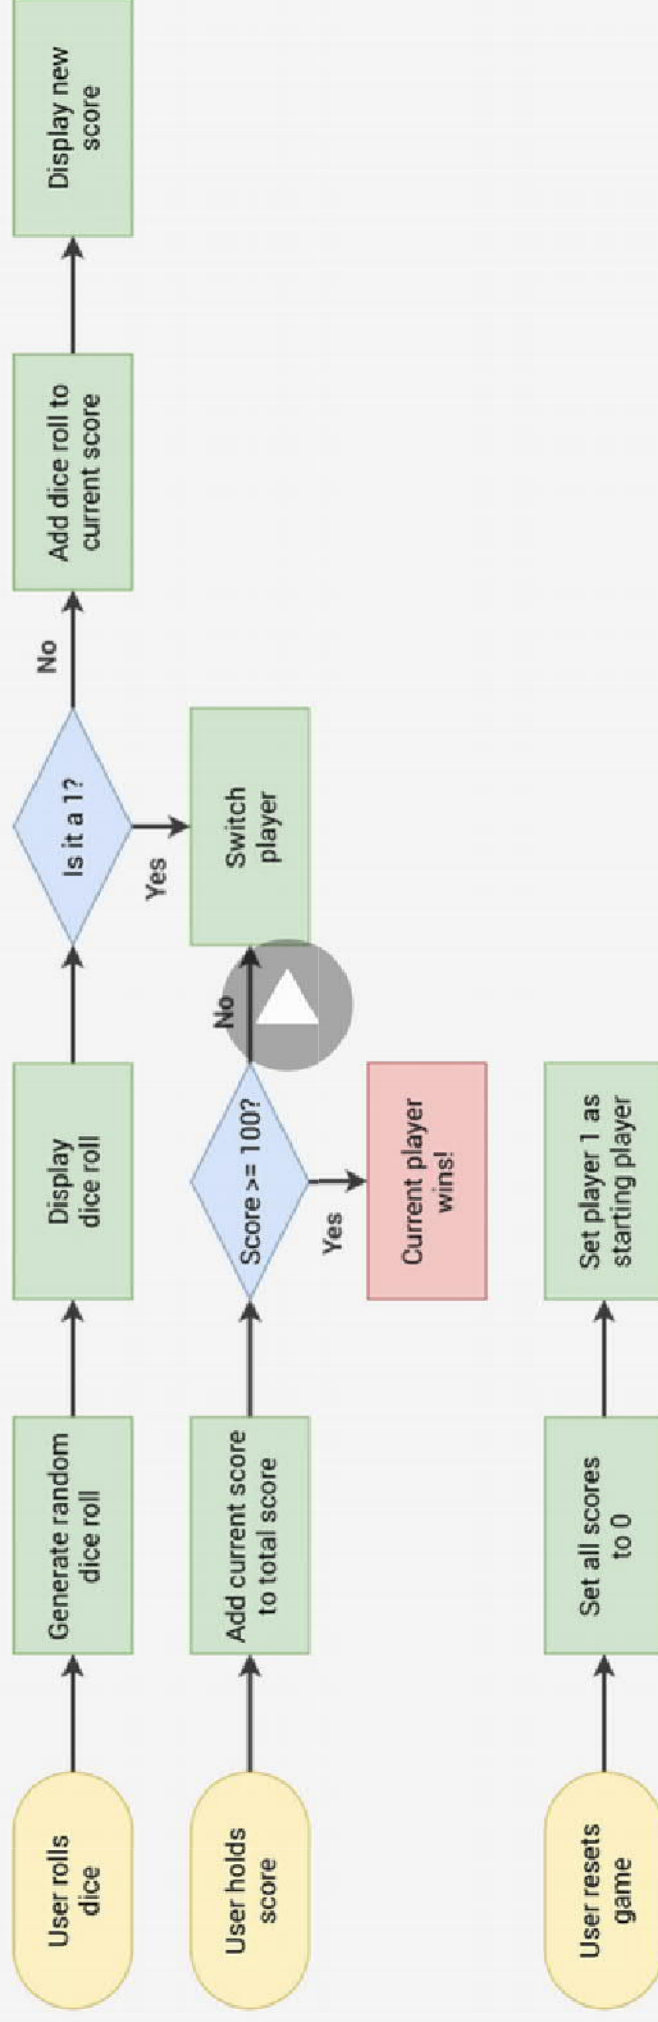 User rolls
dice
Generate random
dice roll
Display
dice roll
Is it a 1?
No
Add dice roll to
current score
Display new
score
Yes
User holds
score
Add current score
to total score
Score >= 100?
No
Switch
player
Yes
Current player
wins!
User resets
game
Set all scores
to 0
Set player 1 as
starting player